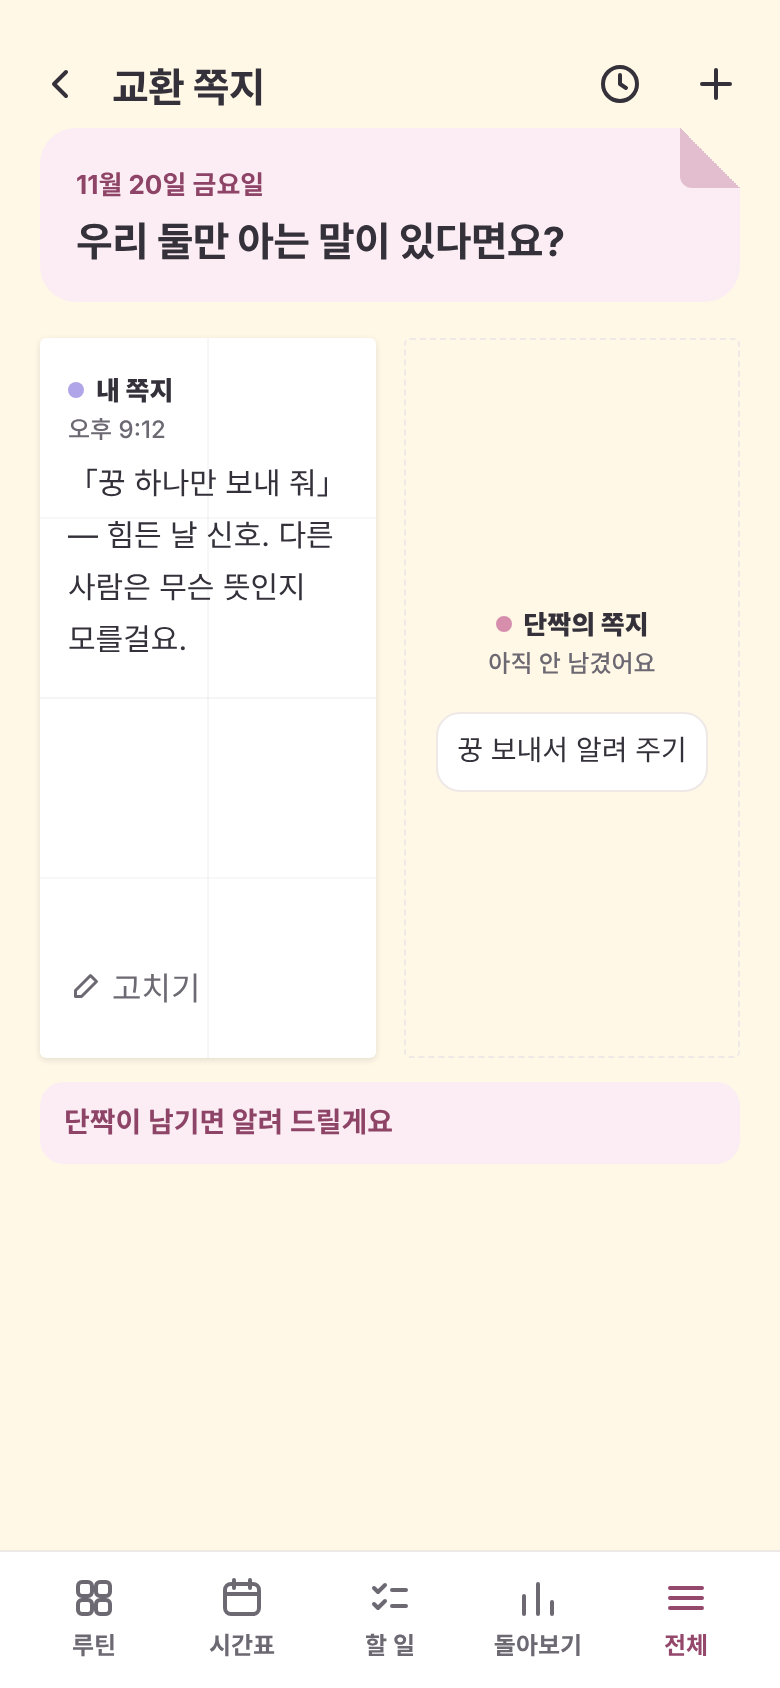 교환 쪽지
11월 20일 금요일
우리 둘만 아는 말이 있다면요?
내 쪽지
오후 9:12
「꿍 하나만 보내 줘」
— 힘든 날 신호. 다른
사람은 무슨 뜻인지
모를걸요.
고치기
단짝의 쪽지
아직 안 남겼어요
꿍 보내서 알려 주기
단짝이 남기면 알려 드릴게요
루틴
시간표
할 일
돌아보기
전체